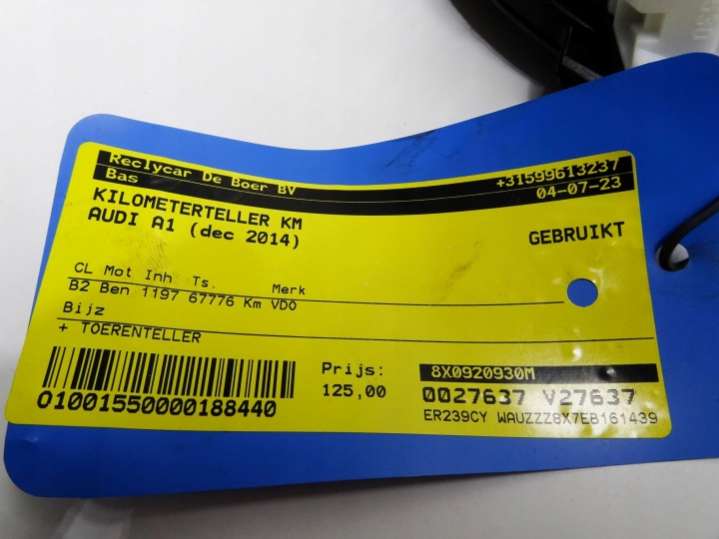 Reclycar De Boer BV +31599613237
Bas 04-07-23
KILOMETERTELLER KM
AUDI A1 (dec 2014) GEBRUIKT
CL Mot Inh Ts. Merk
B2 Ben 1197 67776 Km VDO
Bijz
+ TOERENTELLER
Prijs: 8X0920930M
125,00 0027637 V27637
O1001550000188440 ER239CY WAUZZZ8X7EB161439